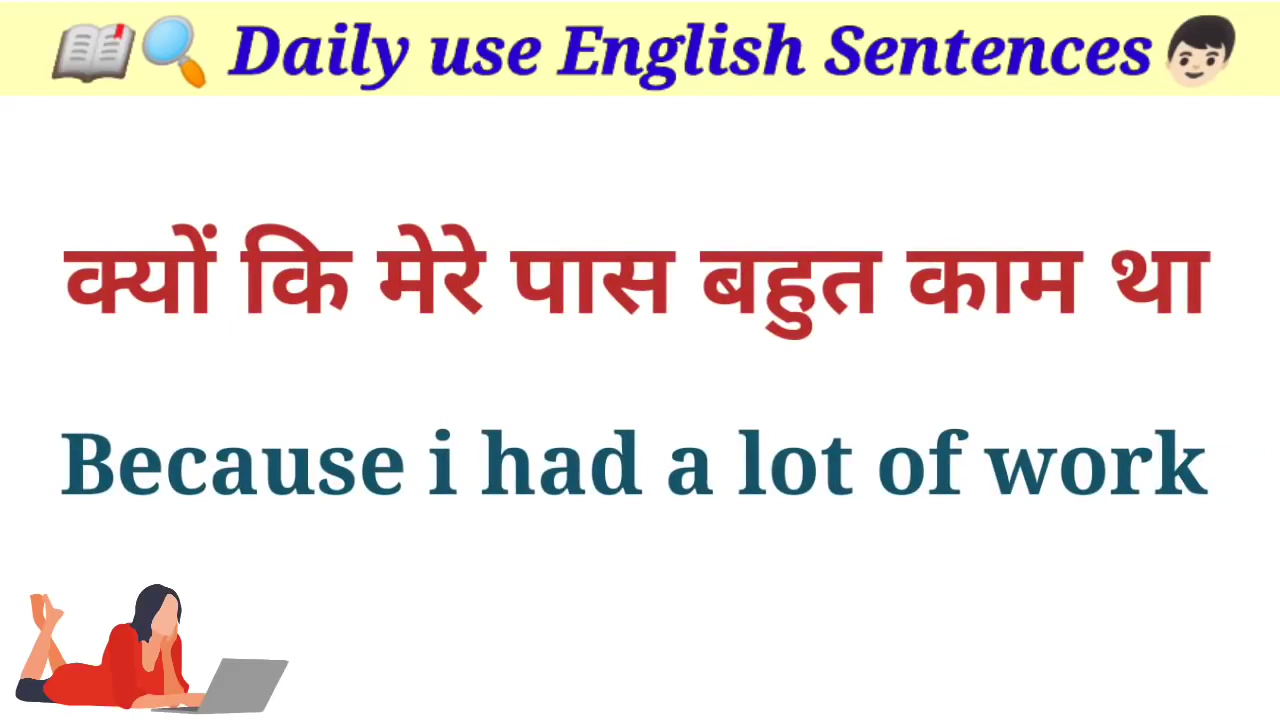 Daily use English Sentences
क्यों कि मेरे पास बहुत काम था
Because i had a lot of work